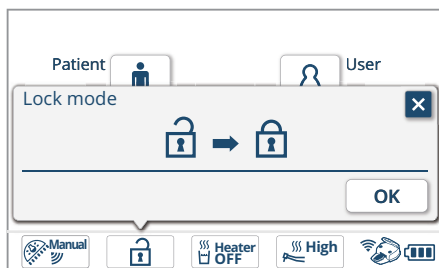 Patient
User
Lock mode
OK
Manual
Heater
OFF
High